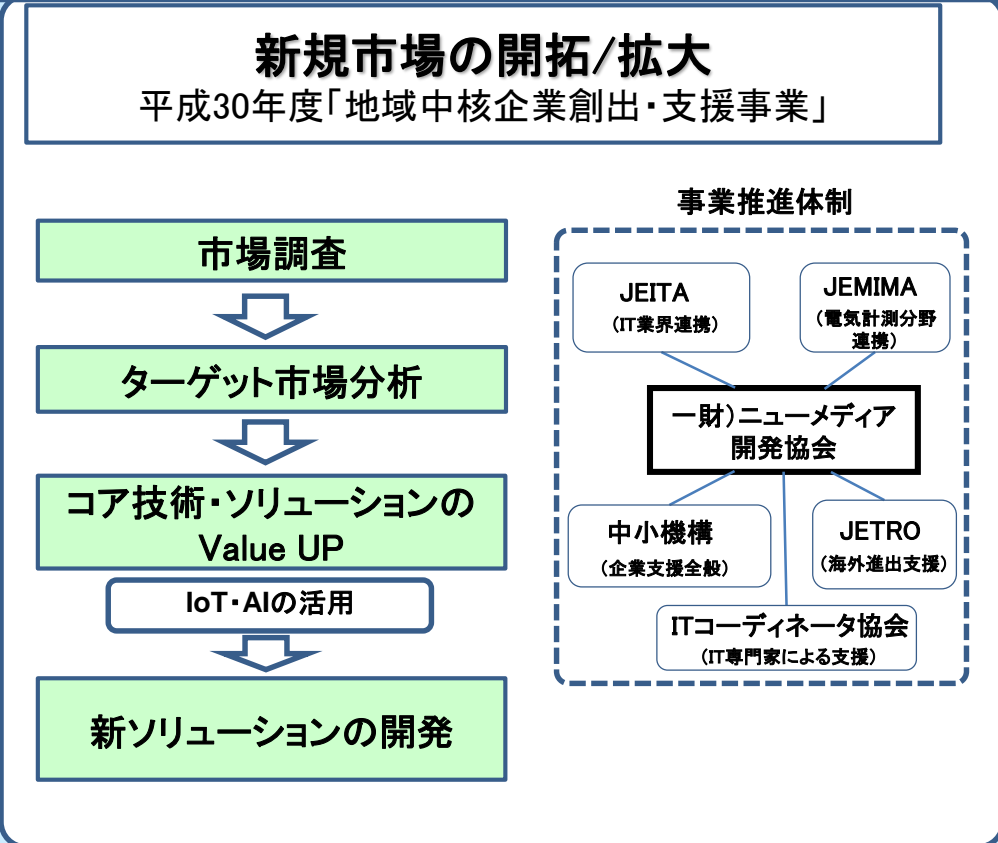 新規市場の開拓/拡大
平成30年度「地域中核企業創出・支援事業」
市場調査
ターゲット市場分析
コア技術・ソリューションの
Value UP
IoT・AIの活用
新ソリューションの開発
事業推進体制
JEITA
（IT業界連携）
JEMIMA
（電気計測分野
連携）
一財）ニューメディア
開発協会
中小機構
（企業支援全般）
JETRO
（海外進出支援）
ITコーディネータ協会
（IT専門家による支援）